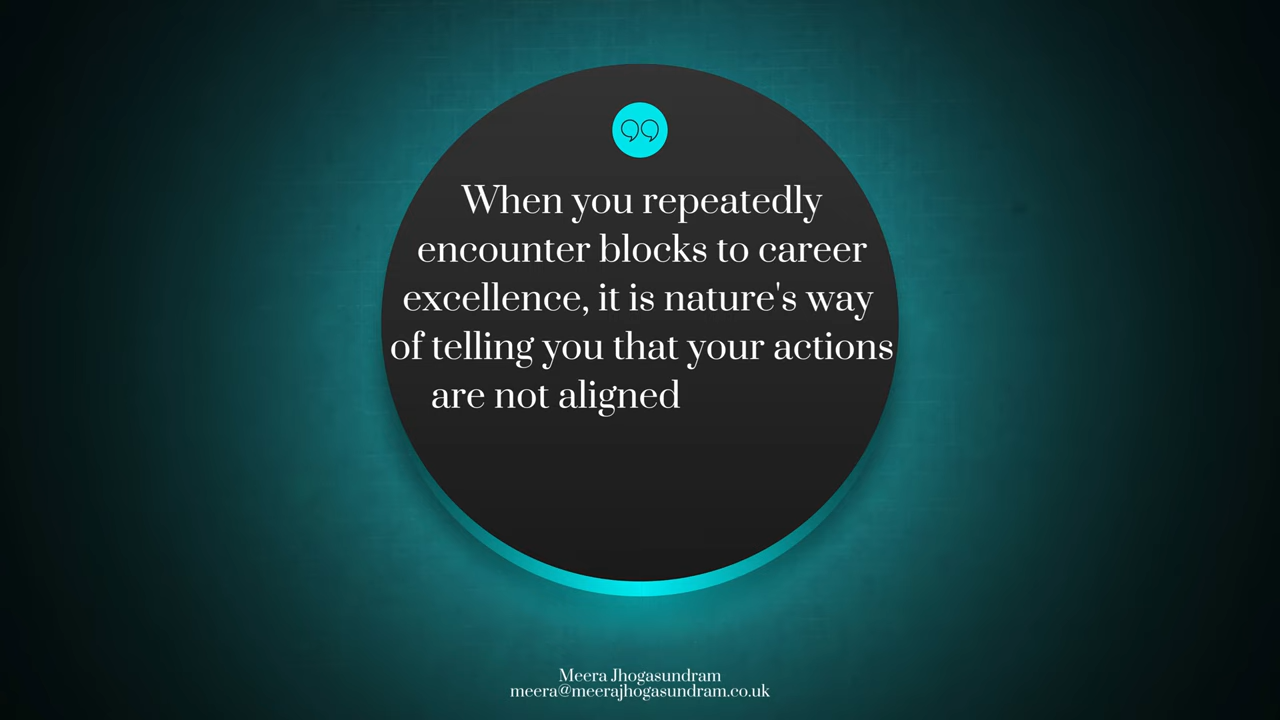 When you repeatedly
encounter blocks to career
excellence, it is nature's way
of telling you that your actions
are not aligned
Meera Jhogasundram
meera@meerajhogasundram.co.uk